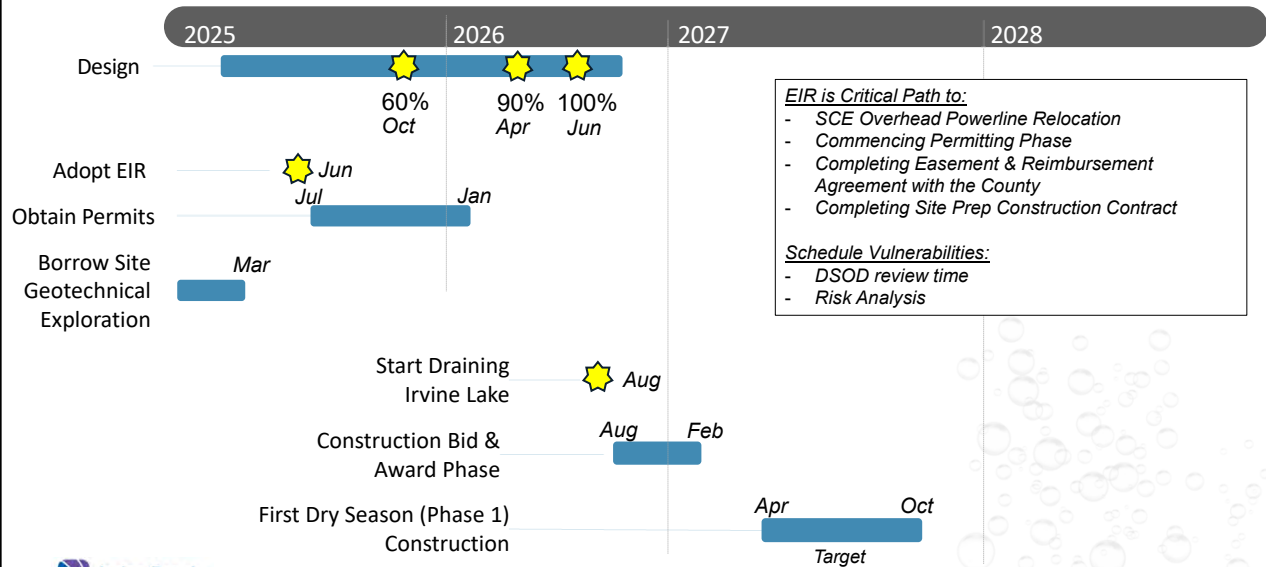 2025 2026 2027 2028
Design
60% 90% 100%
Oct Apr Jun
EIR is Critical Path to:
- SCE Overhead Powerline Relocation
- Commencing Permitting Phase
- Completing Easement & Reimbursement
Agreement with the County
- Completing Site Prep Construction Contract
Schedule Vulnerabilities:
- DSOD review time
- Risk Analysis
Adopt EIR Jun
Jul Jan
Obtain Permits
Borrow Site
Geotechnical
Exploration
Mar
Start Draining
Irvine Lake
Aug
Aug Feb
Construction Bid &
Award Phase
Apr Oct
First Dry Season (Phase 1)
Construction
Target